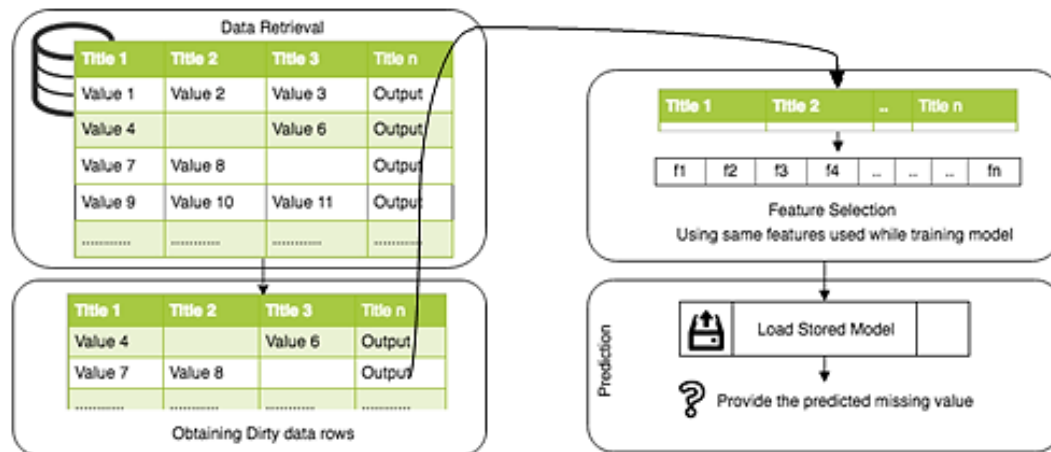 Data Retrieval
Title 1 Title 2 Title 3 Title n
Value 1 Value 2 Value 3 Output
Value 4 Value 6 Output
Value 7 Value 8 Output
Value 9 Value 10 Value 11 Output
............ ............ ............ ............
Title 1 Title 2 Title 3 Title n
Value 4 Value 6 Output
Value 7 Value 8 Output
............ ............ ............ ............
Obtaining Dirty data rows
Title 1 Title 2 .. Title n
f1 f2 f3 f4 .. .. .. fn
Feature Selection
Using same features used while training model
Prediction
Load Stored Model
? Provide the predicted missing value